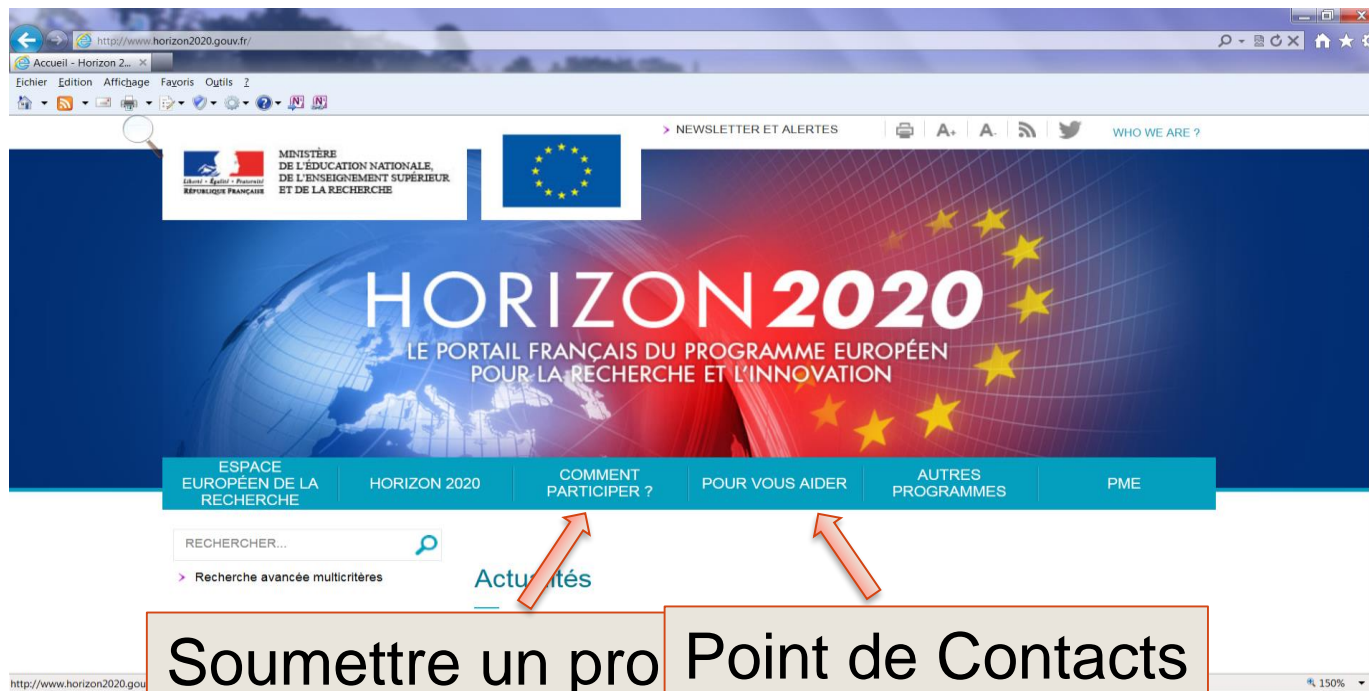 http://www.horizon2020.gouv.fr/
Accueil - Horizon 2...
Fichier Edition Affichage Favoris Outils ?
NEWSLETTER ET ALERTES A+ A- WHO WE ARE ?
Liberté • Égalité • Fraternité
RÉPUBLIQUE FRANÇAISE
MINISTÈRE
DE L'ÉDUCATION NATIONALE,
DE L'ENSEIGNEMENT SUPÉRIEUR
ET DE LA RECHERCHE
HORIZON 2020
LE PORTAIL FRANÇAIS DU PROGRAMME EUROPÉEN
POUR LA RECHERCHE ET L'INNOVATION
ESPACE
EUROPÉEN DE LA
RECHERCHE
HORIZON 2020
COMMENT
PARTICIPER ?
POUR VOUS AIDER
AUTRES
PROGRAMMES
PME
RECHERCHER...
Recherche avancée multicritères
Actualités
Soumettre un pro
Point de Contacts
http://www.horizon2020.gou
150%